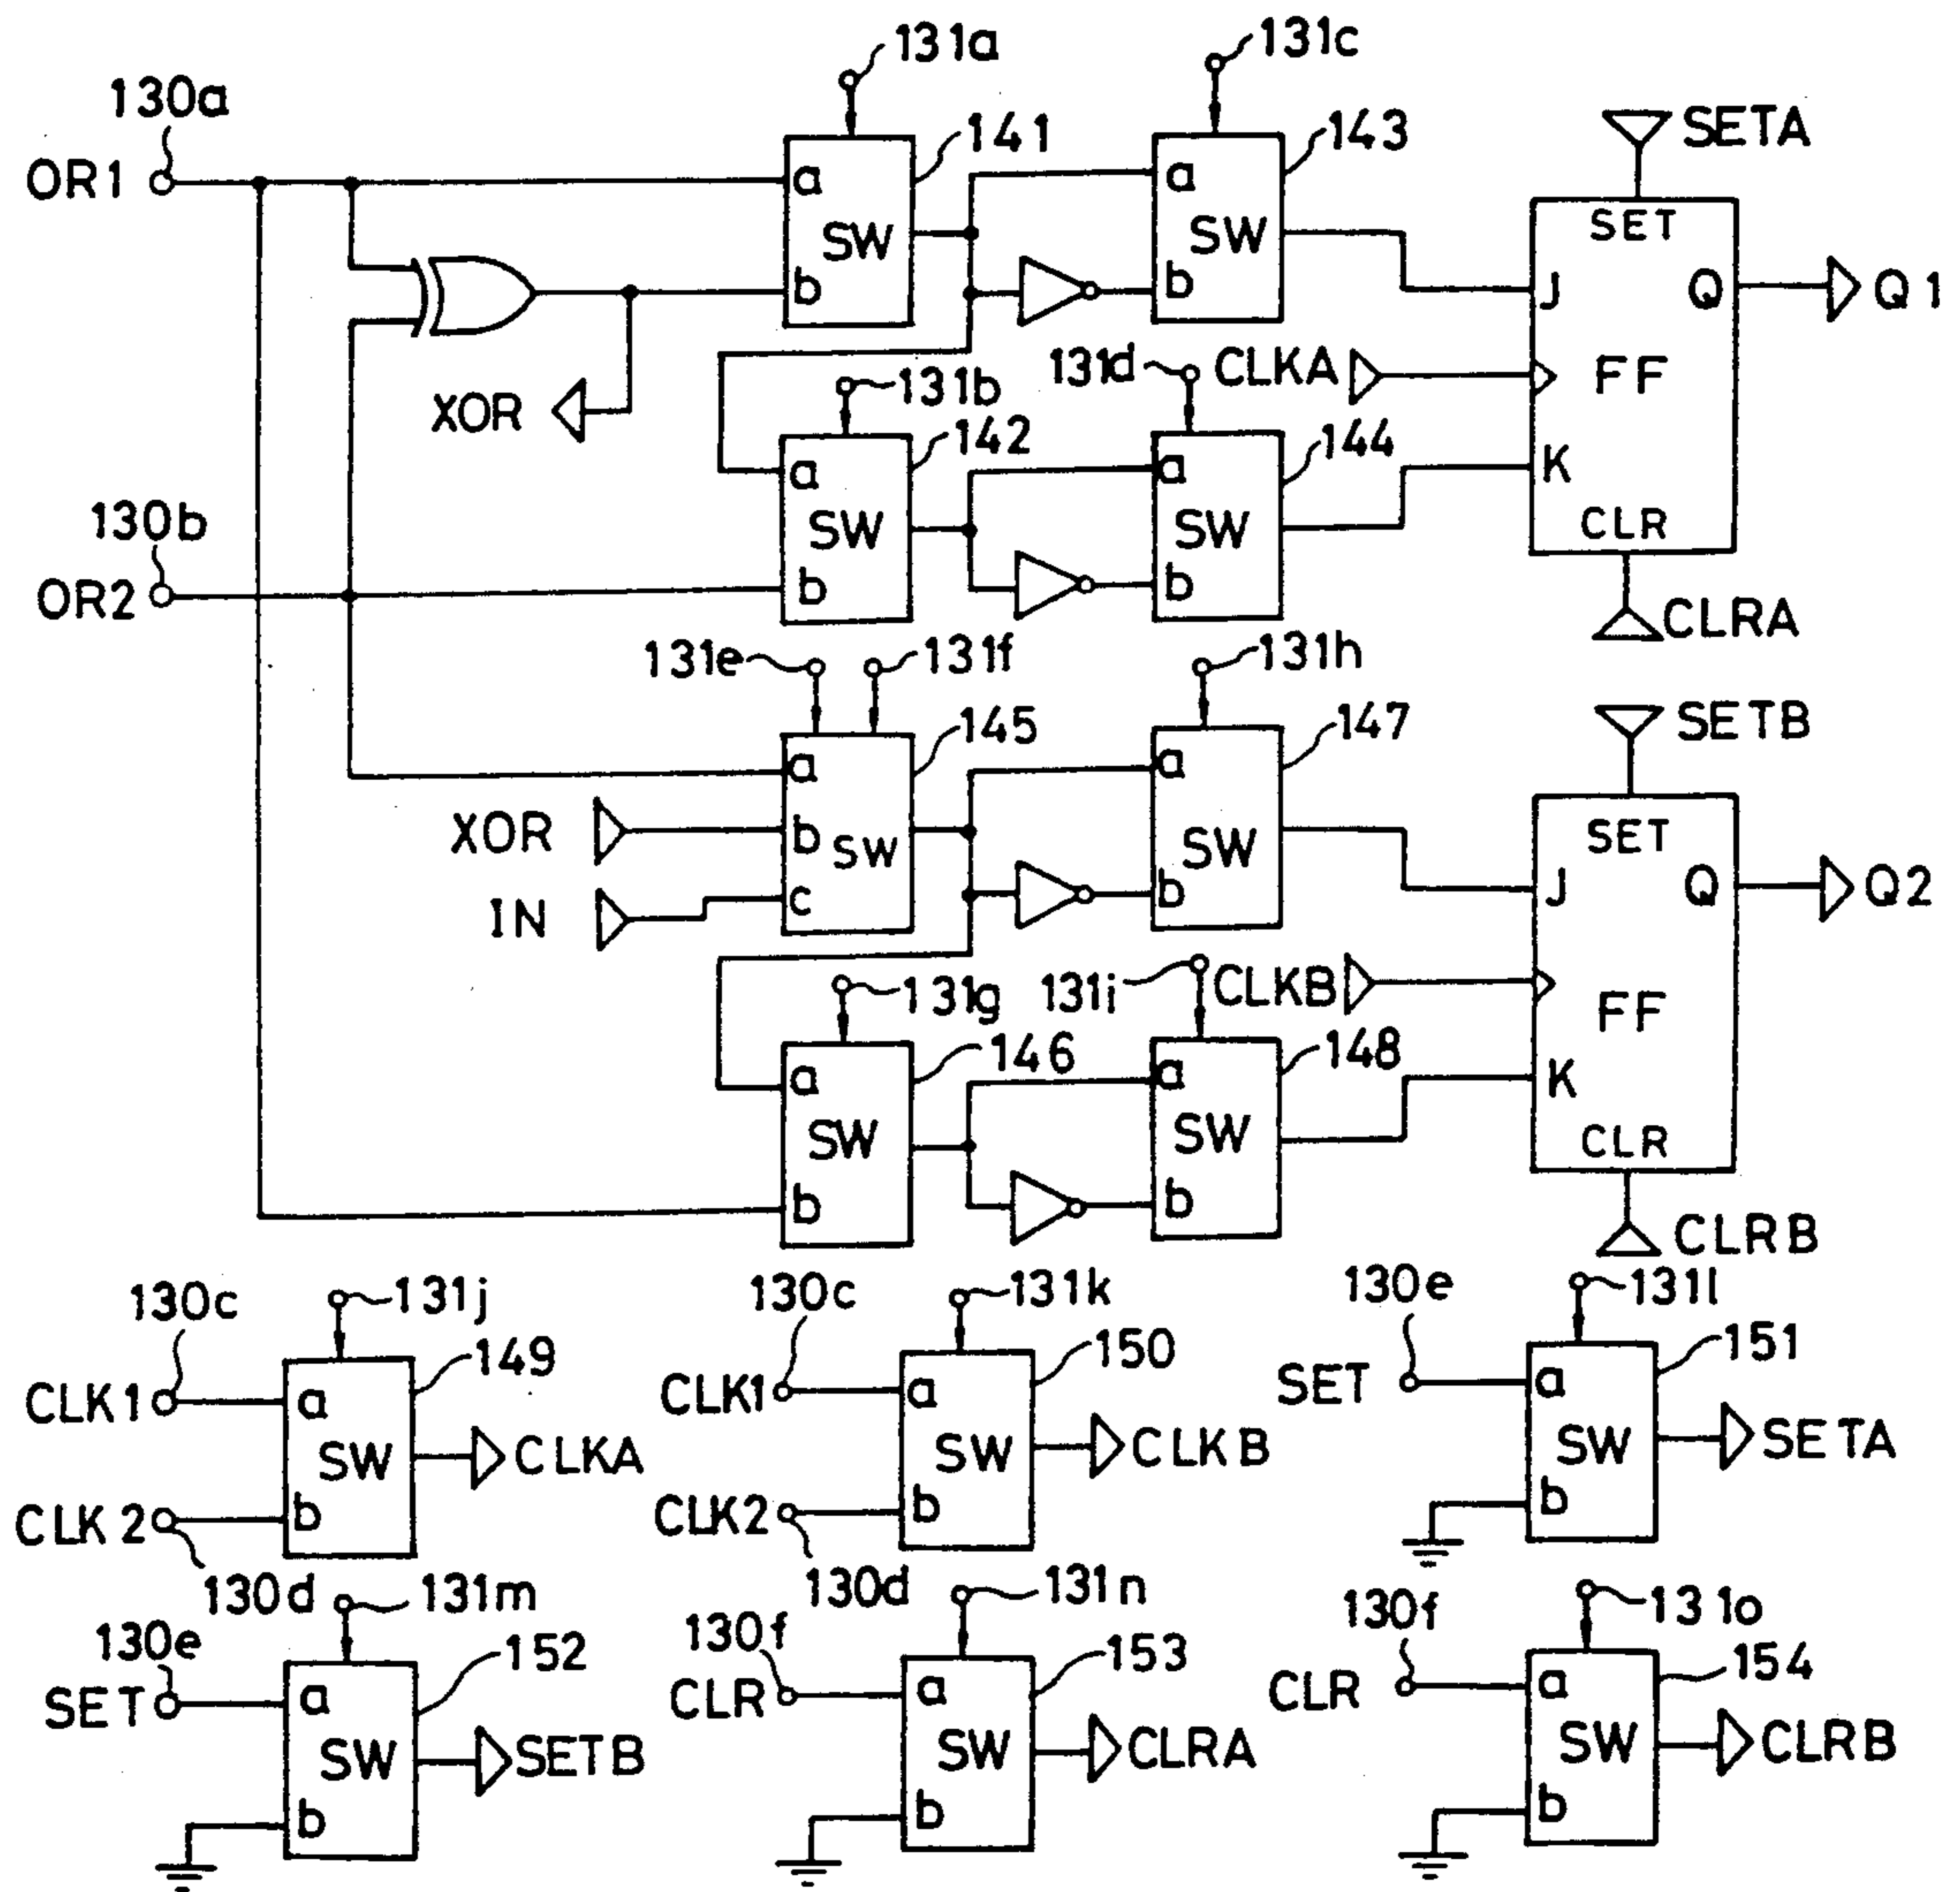 131a
131c
130a
141
143
SETA
OR1
a
a
SET
SW
SW
b
b
J
Q
Q1
131d
CLKA
FF
XOR
131b
142
144
a
a
K
130b
SW
SW
CLR
OR2
b
b
CLRA
131e
131f
131h
145
147
SETB
a
a
XOR
b
SW
SW
SET
IN
c
b
J
Q
Q2
131g
131i
CLKB
FF
146
148
a
a
K
SW
SW
CLR
b
b
CLRB
130c
131j
130c
131k
130e
131l
149
150
151
CLK1
a
CLK1
a
SET
a
SW
CLKA
SW
CLKB
SW
SETA
CLK2
b
CLK2
b
b
130d
131m
130d
131n
130f
131o
130e
152
130f
153
154
SET
a
CLR
a
CLR
a
SW
SETB
SW
CLRA
SW
CLRB
b
b
b